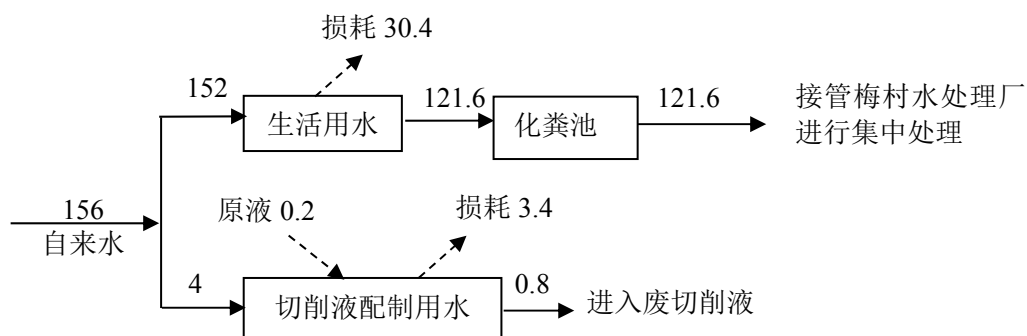 损耗 30.4
152
生活用水
121.6
化粪池
121.6
接管梅村水处理厂
进行集中处理
156
自来水
原液 0.2
损耗 3.4
4
切削液配制用水
0.8
进入废切削液